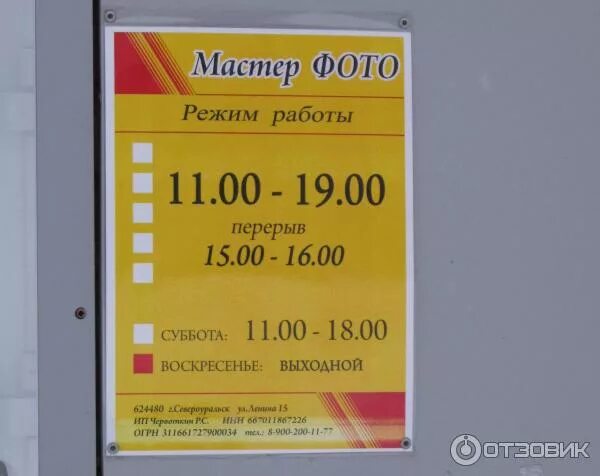 Мастер ФОТО
Режим работы
11.00 - 19.00
перерыв
15.00 - 16.00
СУББОТА: 11.00 - 18.00
ВОСКРЕСЕНЬЕ: ВЫХОДНОЙ
624480 г.Североуральск ул.Ленина 15
ИП Червоткин Р.С. ИНН 667011867226
ОГРН 311661727900034 тел.: 8-900-200-11-77
ОТЗОВИК